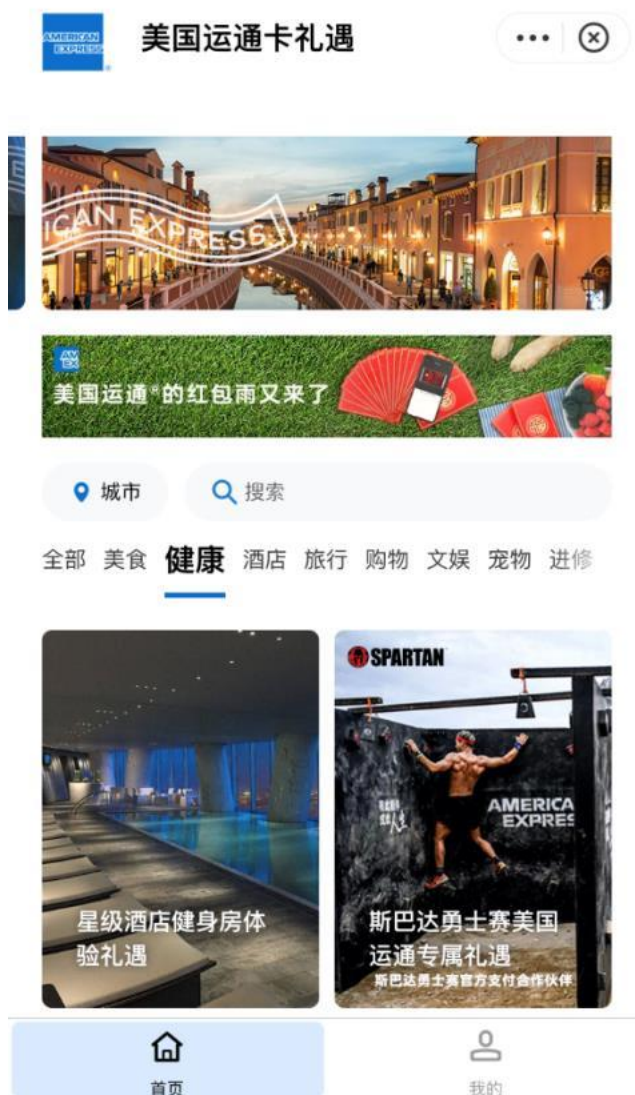 AMERICAN
EXPRESS
美国运通卡礼遇
ICAN EXPRESS
AM
EX
美国运通®的红包雨又来了
城市
搜索
全部 美食 健康 酒店 旅行 购物 文娱 宠物 进修
SPARTAN
AMERICA
EXPRES
星级酒店健身房体
验礼遇
斯巴达勇士赛美国
运通专属礼遇
斯巴达勇士赛官方支付合作伙伴
首页
我的